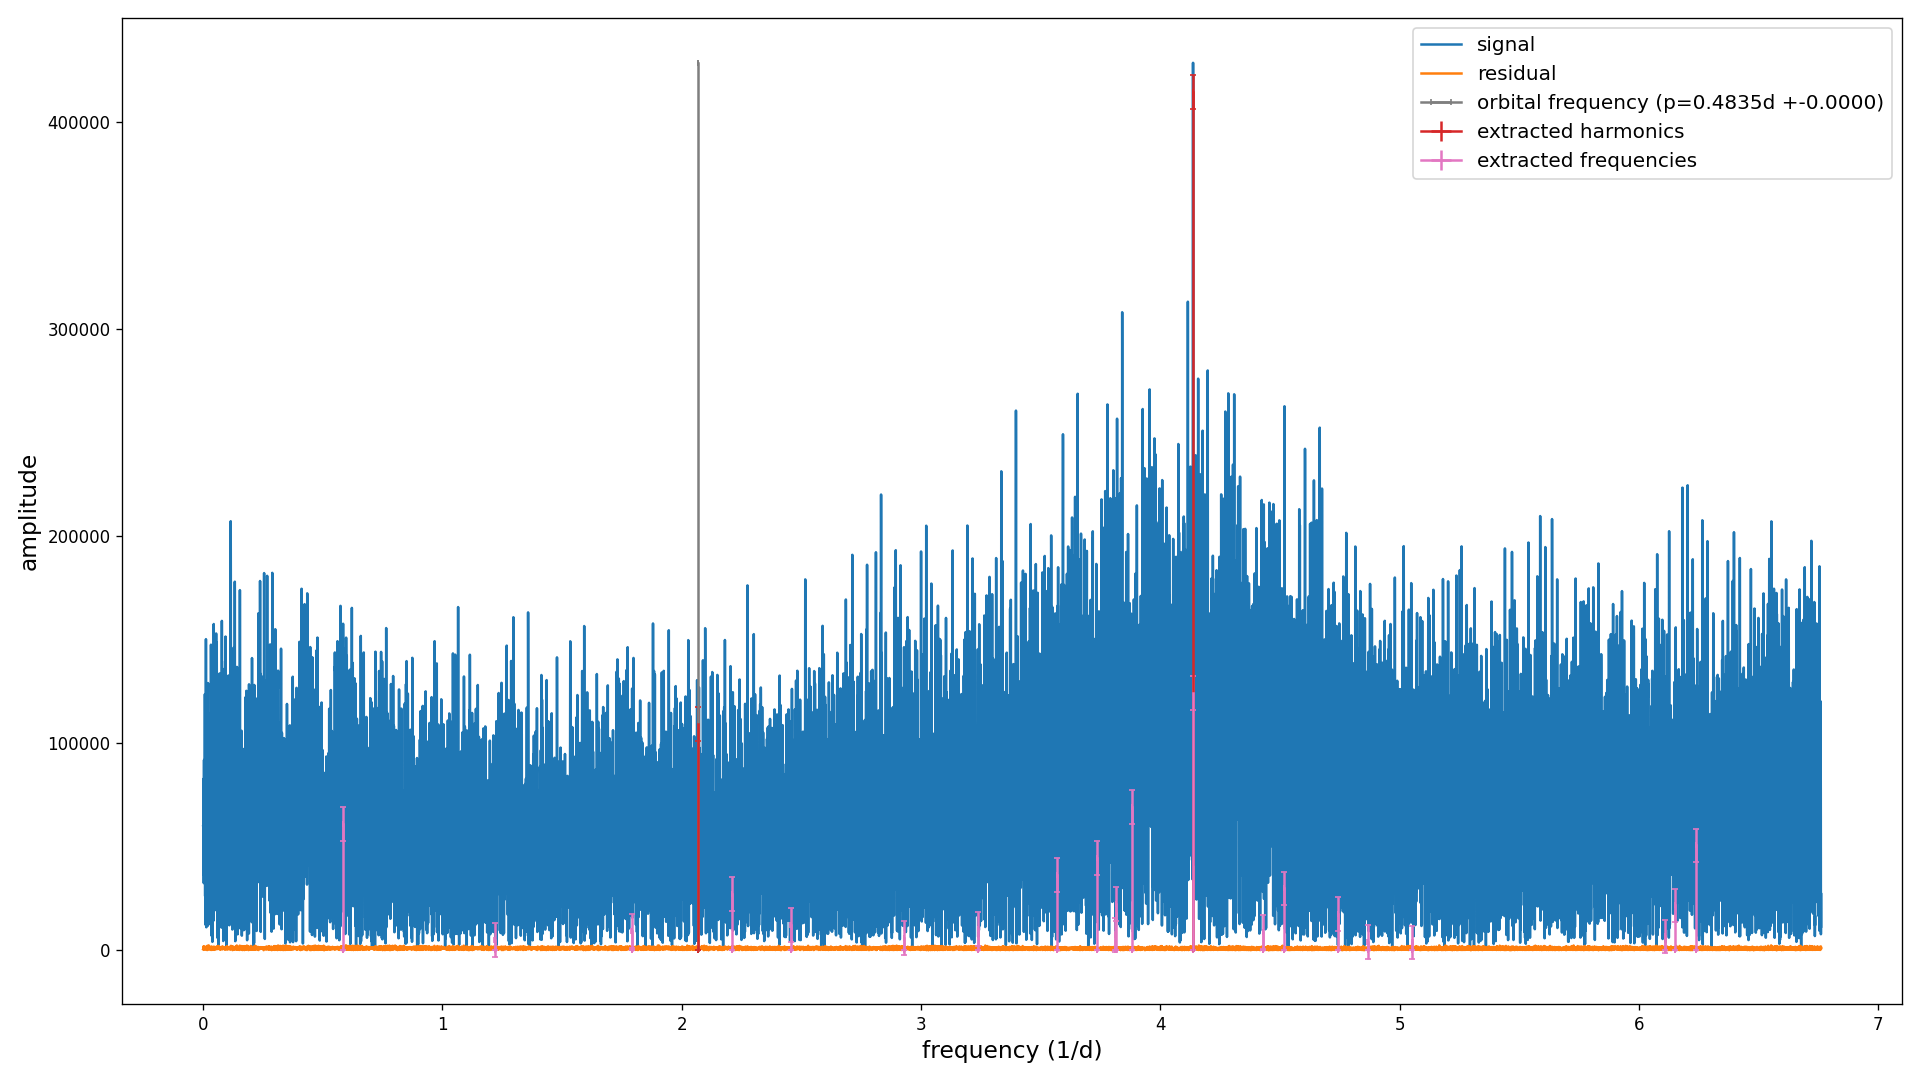 signal
residual
orbital frequency (p=0.4835d +-0.0000)
extracted harmonics
extracted frequencies
amplitude
400000
300000
200000
100000
0
0 1 2 3 4 5 6 7
frequency (1/d)